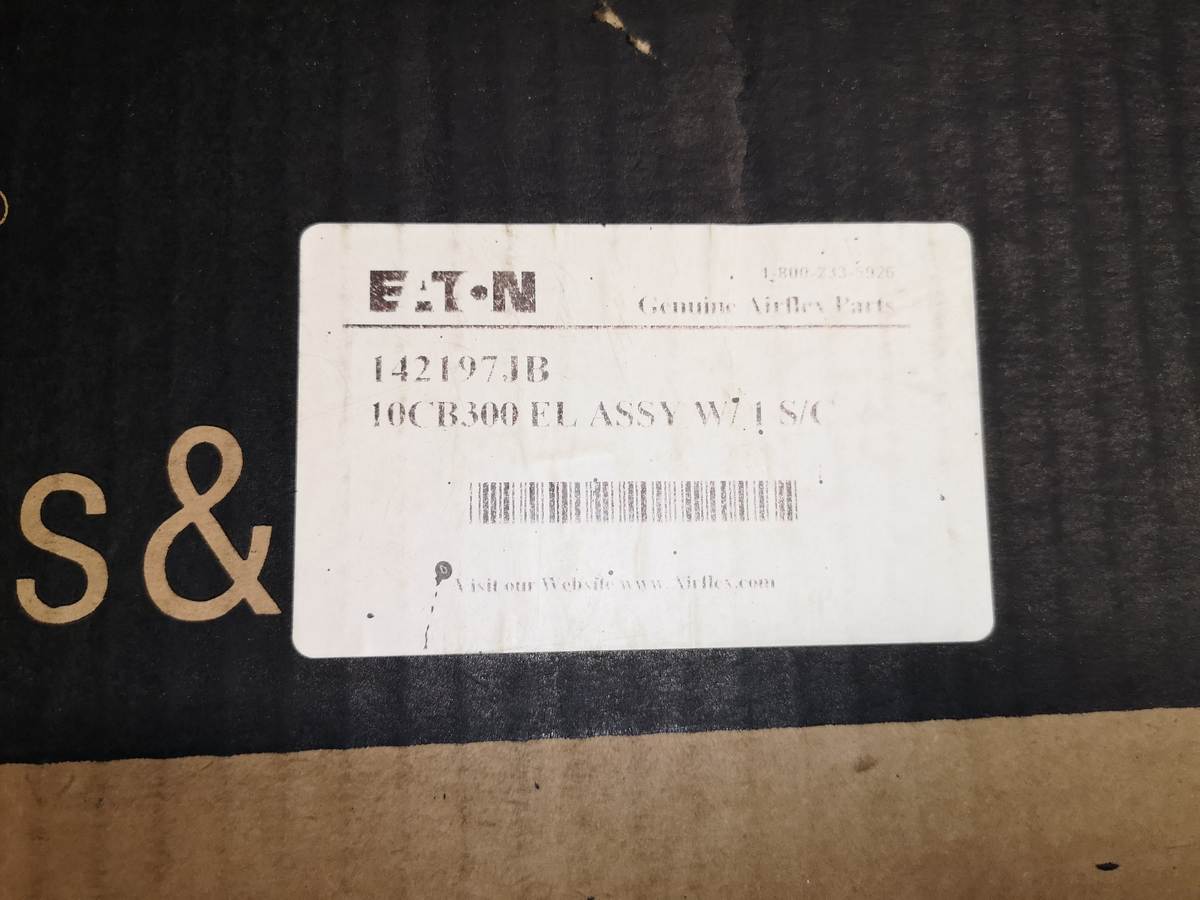 EATON
1-800-233-5926
Genuine Airflex Parts
142197JB
10CB300 EL ASSY W/ 1 S/C
s&
Visit our Website www.Airflex.com